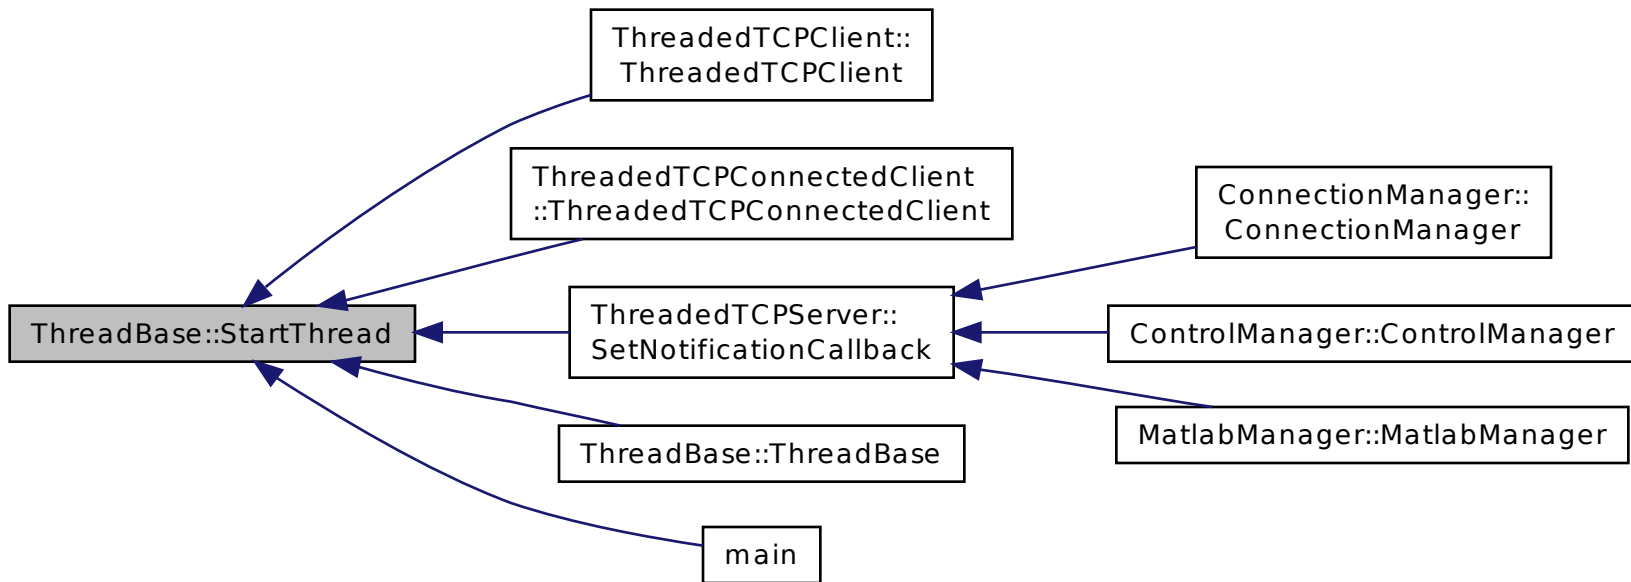 ThreadedTCPClient::
ThreadedTCPClient
ThreadedTCPConnectedClient
::ThreadedTCPConnectedClient
ConnectionManager::
ConnectionManager
ThreadBase::StartThread
ThreadedTCPServer::
SetNotificationCallback
ControlManager::ControlManager
MatlabManager::MatlabManager
ThreadBase::ThreadBase
main